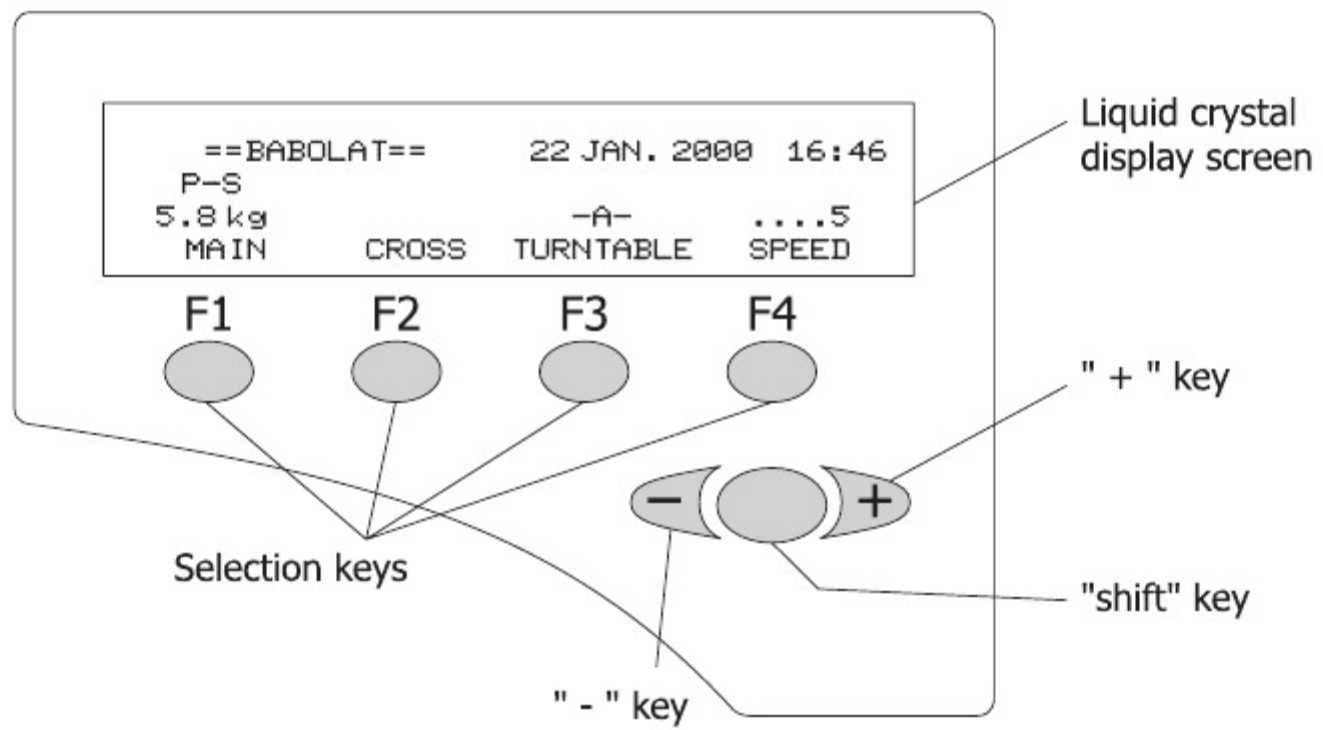 ==BABOLAT== 22 JAN. 2000 16:46
P-S
5.8 kg -A- ....5
MAIN CROSS TURNTABLE SPEED
F1 F2 F3 F4
Liquid crystal
display screen
" + " key
- +
Selection keys
"shift" key
" - " key